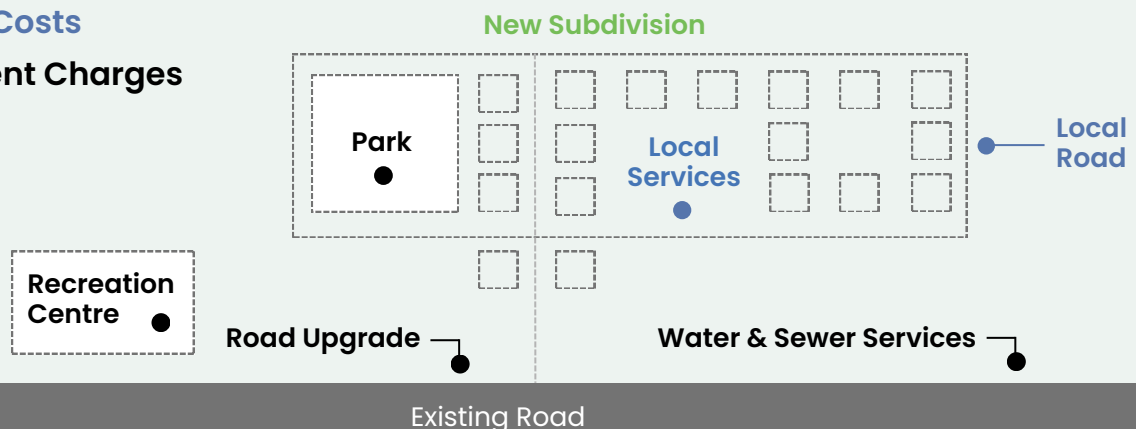 Costs
ent Charges
New Subdivision
Park
Local
Services
Local
Road
Recreation
Centre
Road Upgrade
Water & Sewer Services
Existing Road